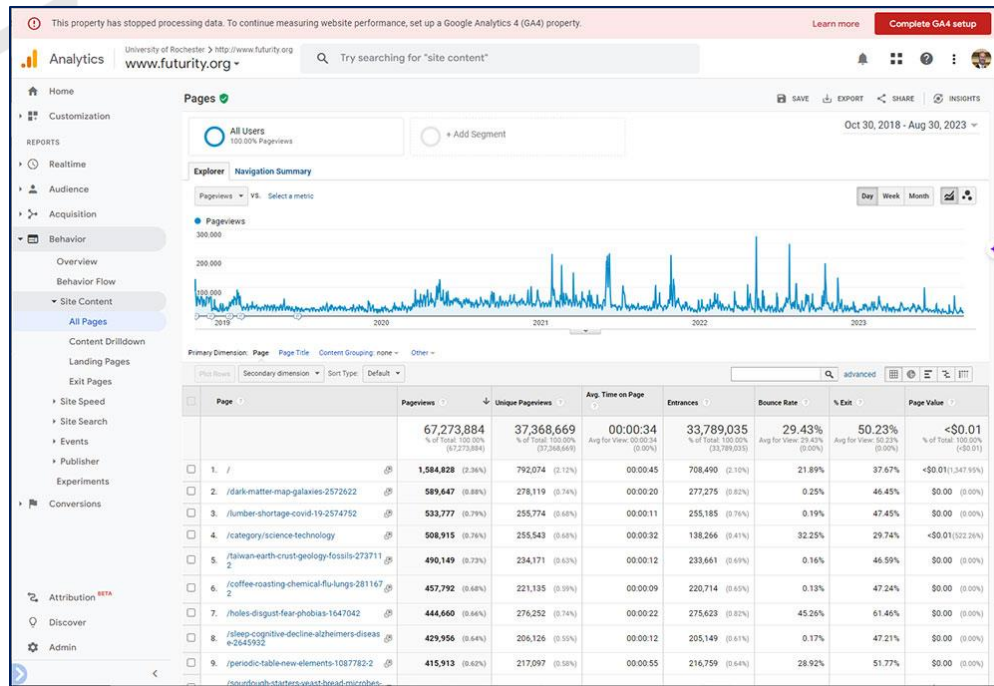 This property has stopped processing data. To continue measuring website performance, set up a Google Analytics 4 (GA4) property.
Learn more
Complete GA4 setup
Analytics
University of Rochester > http://www.futurity.org
www.futurity.org
Try searching for "site content"
Home
Customization
REPORTS
Realtime
Audience
Acquisition
Behavior
Overview
Behavior Flow
Site Content
All Pages
Content Drilldown
Landing Pages
Exit Pages
Site Speed
Site Search
Events
Publisher
Experiments
Conversions
Attribution BETA
Discover
Admin
Pages
SAVE
EXPORT
SHARE
INSIGHTS
All Users
100.00% Pageviews
+ Add Segment
Oct 30, 2018 - Aug 30, 2023
Explorer
Navigation Summary
Pageviews
VS.
Select a metric
Day
Week
Month
Pageviews
300,000
200,000
100,000
2019
2020
2021
2022
2023
Primary Dimension: Page Page Title Content Grouping: none Other
Plot Rows
Secondary dimension
Sort Type: Default
advanced
Page
Pageviews
Unique Pageviews
Avg. Time on Page
Entrances
Bounce Rate
% Exit
Page Value
67,273,884
% of Total: 100.00%
(67,273,884)
37,368,669
% of Total: 100.00%
(37,368,669)
00:00:34
Avg for View: 00:00:34
(0.00%)
33,789,035
% of Total: 100.00%
(33,789,035)
29.43%
Avg for View: 29.43%
(0.00%)
50.23%
Avg for View: 50.23%
(0.00%)
<$0.01
% of Total: 100.00%
(<$0.01)
1. / 1,584,828 (2.36%) 792,074 (2.12%) 00:00:45 708,490 (2.10%) 21.89% 37.67% <$0.01(1,347.95%)
2. /dark-matter-map-galaxies-2572622 589,647 (0.88%) 278,119 (0.74%) 00:00:20 277,275 (0.82%) 0.25% 46.45% $0.00 (0.00%)
3. /lumber-shortage-covid-19-2574752 533,777 (0.79%) 255,774 (0.68%) 00:00:11 255,185 (0.76%) 0.19% 47.45% $0.00 (0.00%)
4. /category/science-technology 508,915 (0.76%) 255,543 (0.68%) 00:00:32 138,266 (0.41%) 32.25% 29.74% <$0.01(522.26%)
5. /taiwan-earth-crust-geology-fossils-273711
2 490,149 (0.73%) 234,171 (0.63%) 00:00:12 233,661 (0.69%) 0.16% 46.59% $0.00 (0.00%)
6. /coffee-roasting-chemical-flu-lungs-281167
2 457,792 (0.68%) 221,135 (0.59%) 00:00:09 220,714 (0.65%) 0.13% 47.24% $0.00 (0.00%)
7. /holes-disgust-fear-phobias-1647042 444,660 (0.66%) 276,252 (0.74%) 00:00:22 275,623 (0.82%) 45.26% 61.46% $0.00 (0.00%)
8. /sleep-cognitive-decline-alzheimers-diseas
e-2645932 429,956 (0.64%) 206,126 (0.55%) 00:00:12 205,149 (0.61%) 0.17% 47.21% $0.00 (0.00%)
9. /periodic-table-new-elements-1087782-2 415,913 (0.62%) 217,097 (0.58%) 00:00:55 216,759 (0.64%) 28.92% 51.77% $0.00 (0.00%)
/sourdough-starters-yeast-bread-microbes-